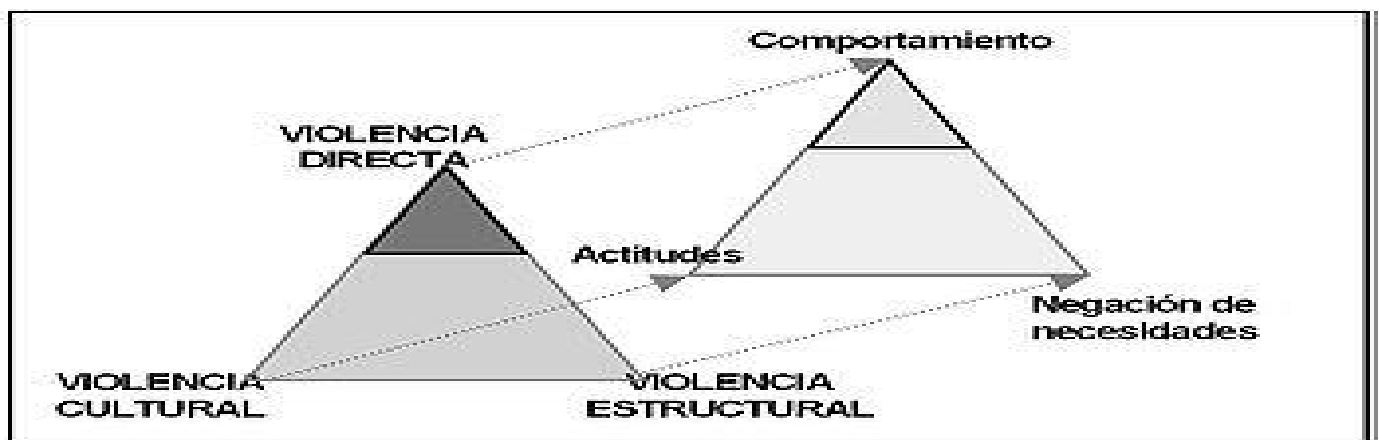 Comportamiento
VIOLENCIA
DIRECTA
Actitudes
Negación de
necesidades
VIOLENCIA
CULTURAL
VIOLENCIA
ESTRUCTURAL